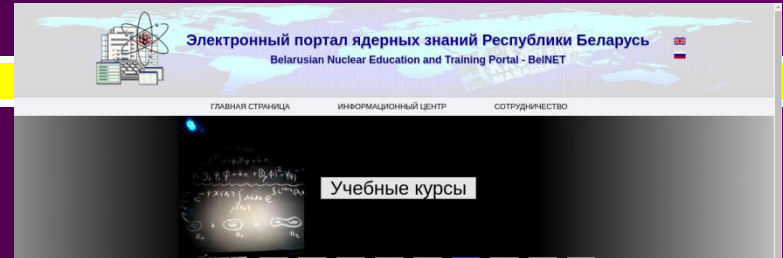 Электронный портал ядерных знаний Республики Беларусь
Belarusian Nuclear Education and Training Portal - BelNET
ГЛАВНАЯ СТРАНИЦА
ИНФОРМАЦИОННЫЙ ЦЕНТР
СОТРУДНИЧЕСТВО
Учебные курсы